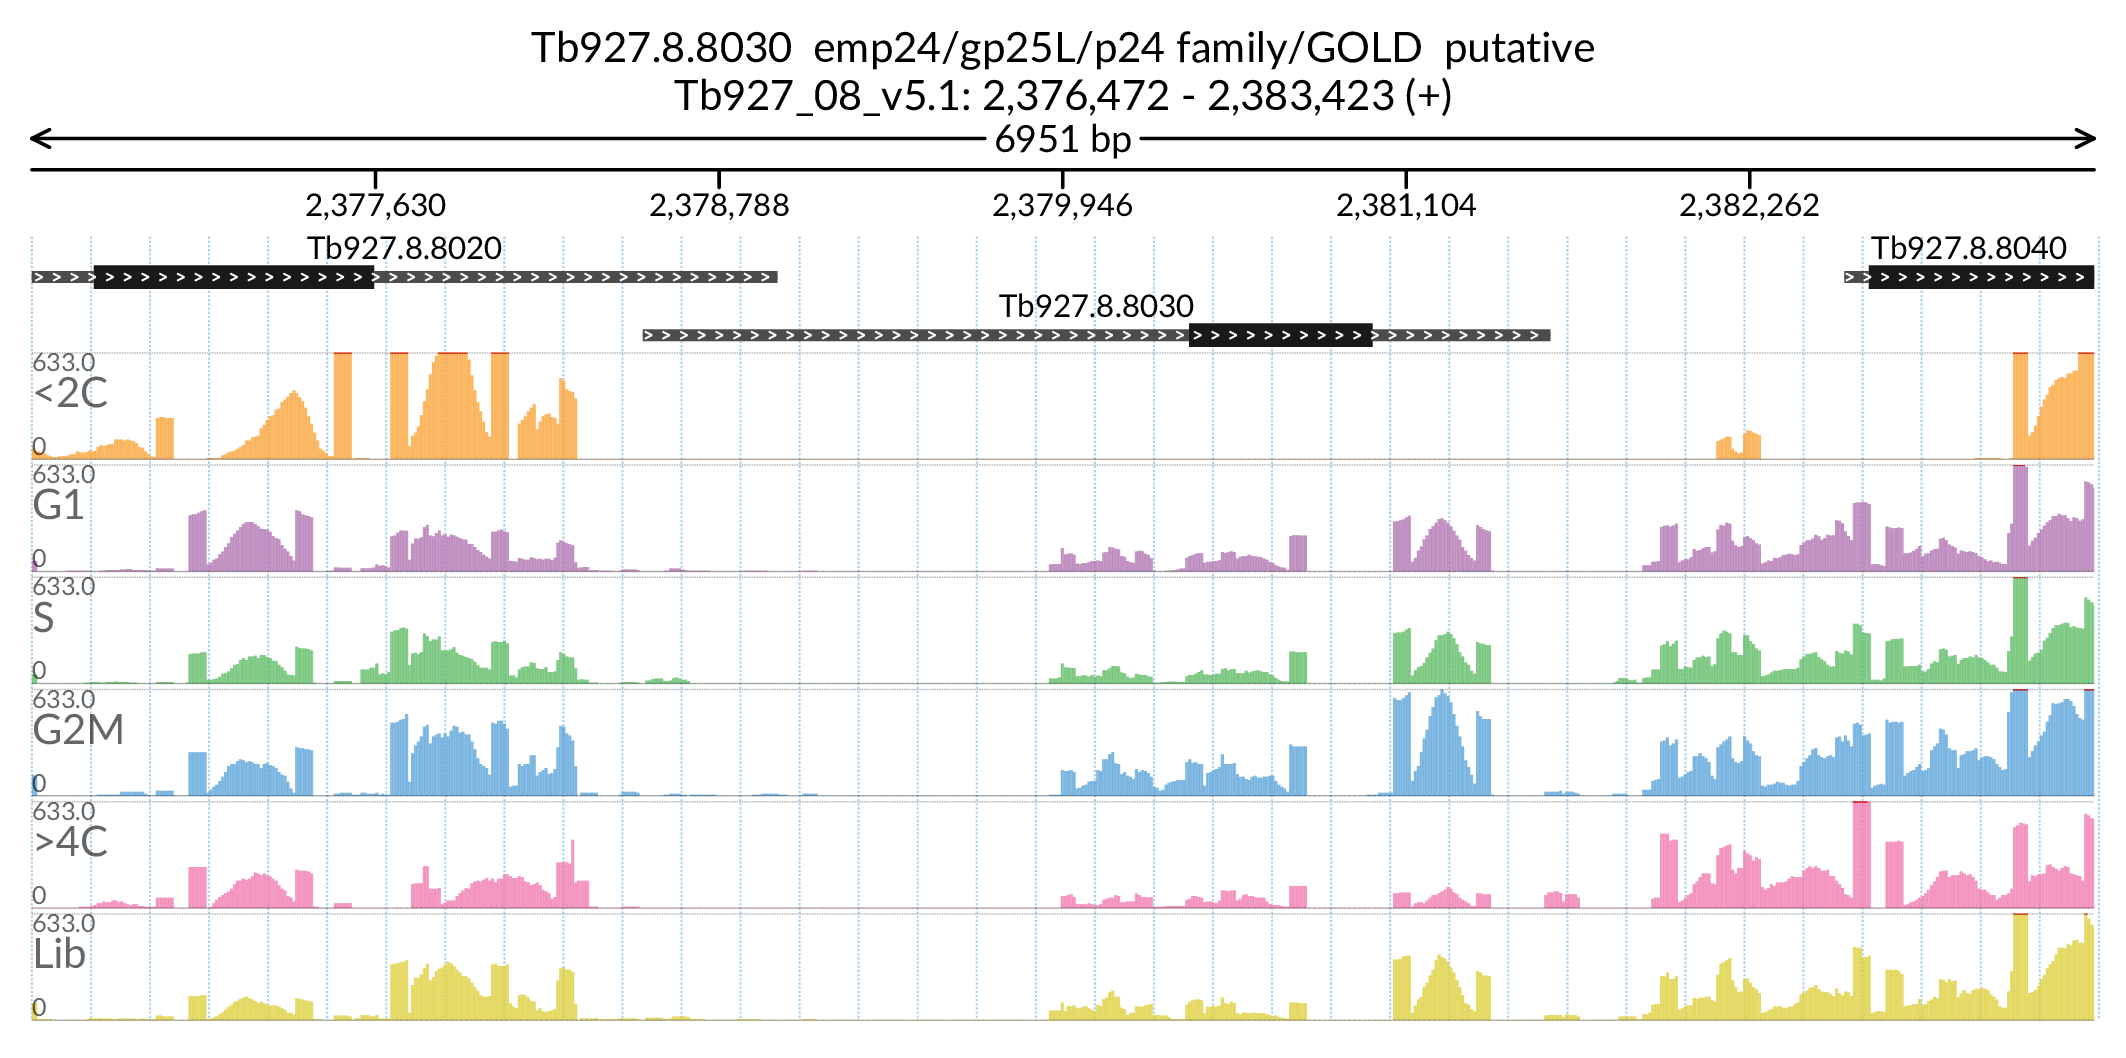 Tb927.8.8030 emp24/gp25L/p24 family/GOLD putative
Tb927_08_v5.1: 2,376,472 - 2,383,423 (+)
6951 bp
2,377,630 2,378,788 2,379,946 2,381,104 2,382,262
Tb927.8.8020 Tb927.8.8040
Tb927.8.8030
633.0
<2C
0
633.0
G1
0
633.0
S
0
633.0
G2M
0
633.0
>4C
0
633.0
Lib
0